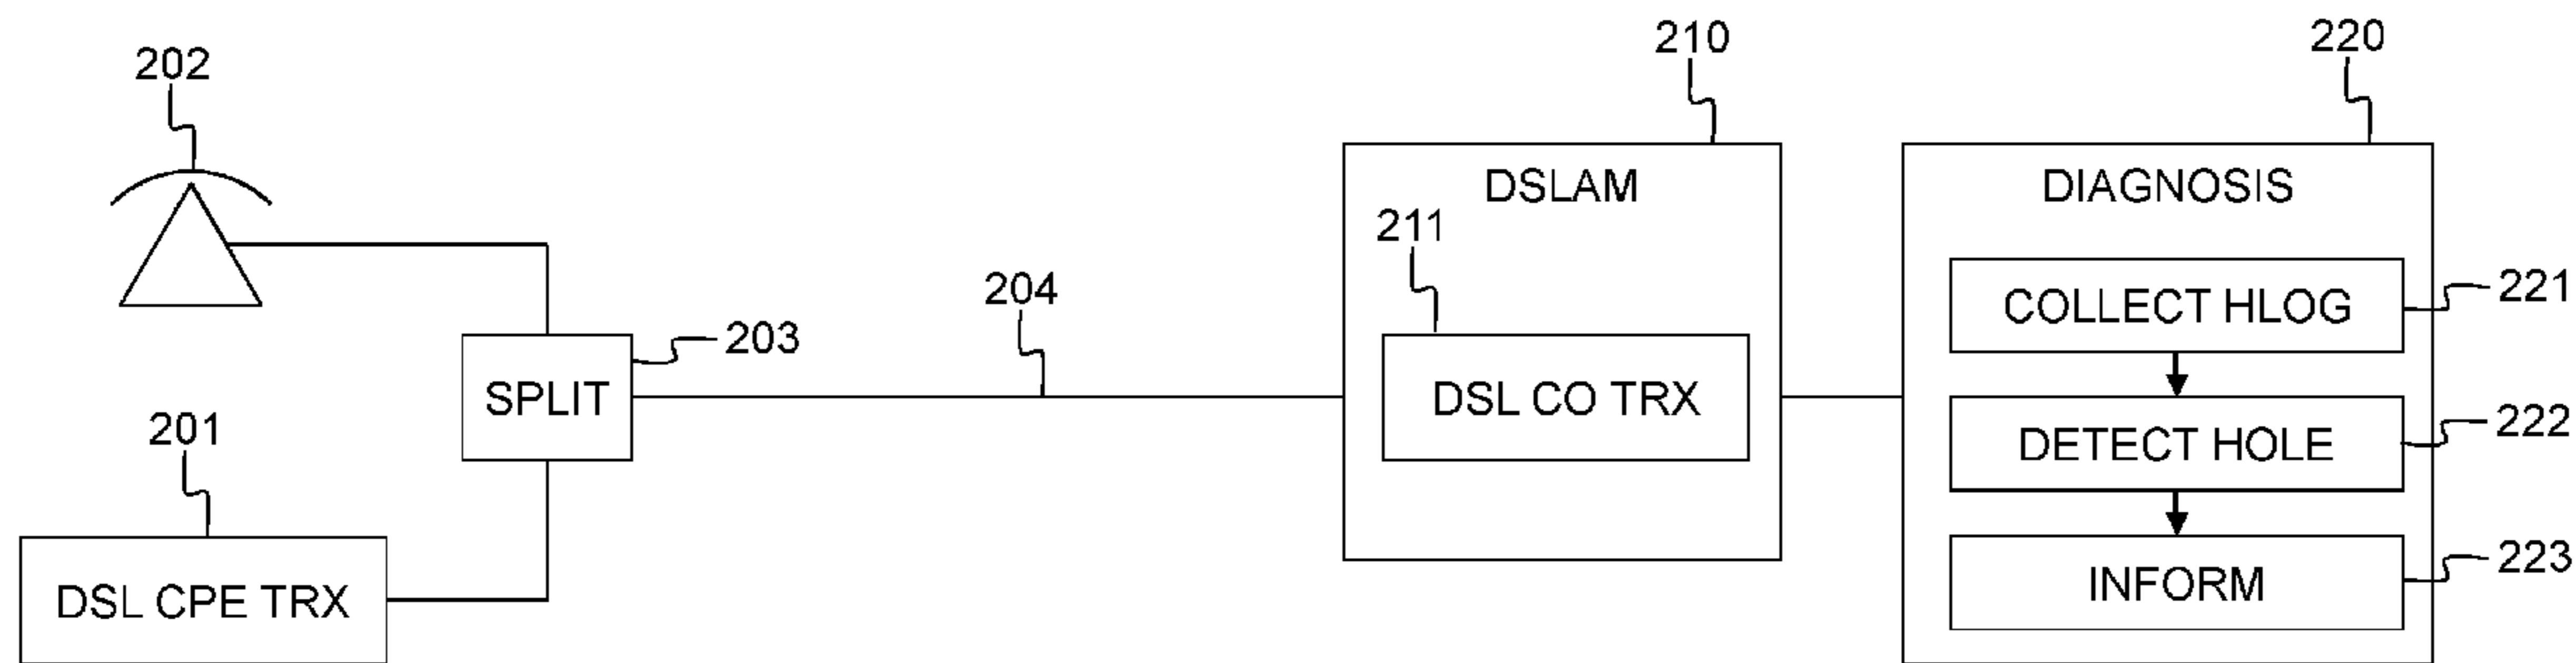 202
210
220
DSLAM
DIAGNOSIS
211
221
COLLECT HLOG
204
203
SPLIT
DSL CO TRX
222
DETECT HOLE
201
223
INFORM
DSL CPE TRX